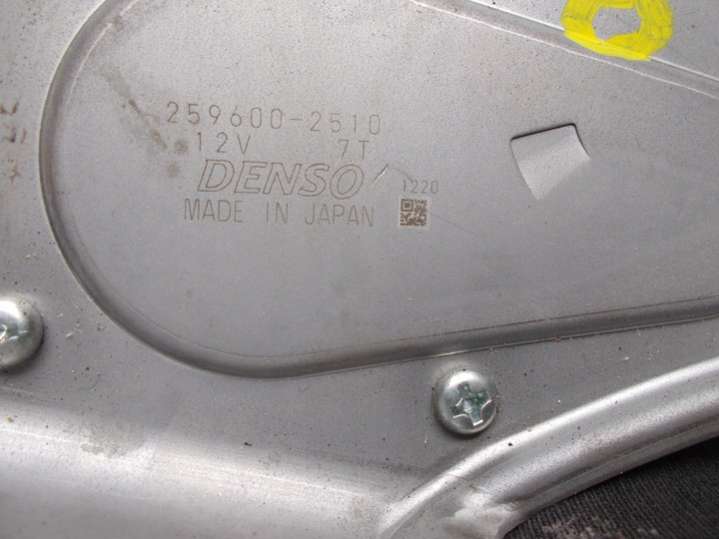 259600-2510
12V 7T
DENSO 1220
MADE IN JAPAN